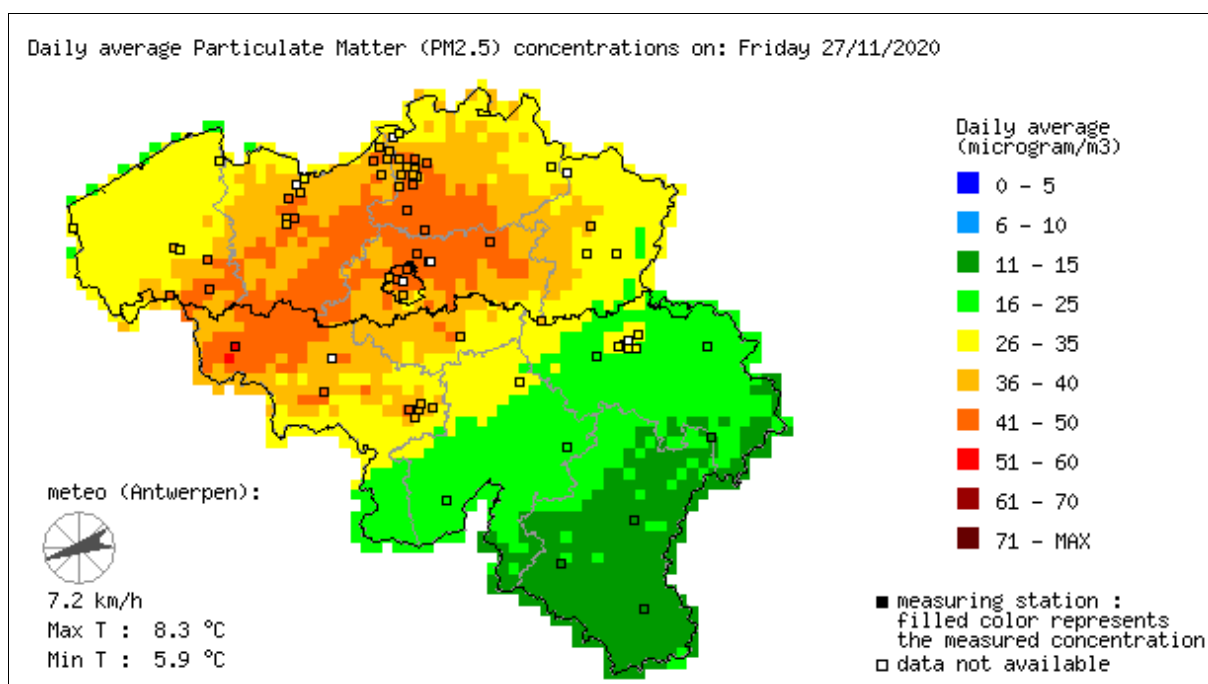 Daily average Particulate Matter (PM2.5) concentrations on: Friday 27/11/2020
Daily average
(microgram/m3)
0 - 5
6 - 10
11 - 15
16 - 25
26 - 35
36 - 40
41 - 50
51 - 60
61 - 70
71 - MAX
meteo (Antwerpen):
7.2 km/h
Max T : 8.3 °C
Min T : 5.9 °C
measuring station :
filled color represents
the measured concentration
data not available